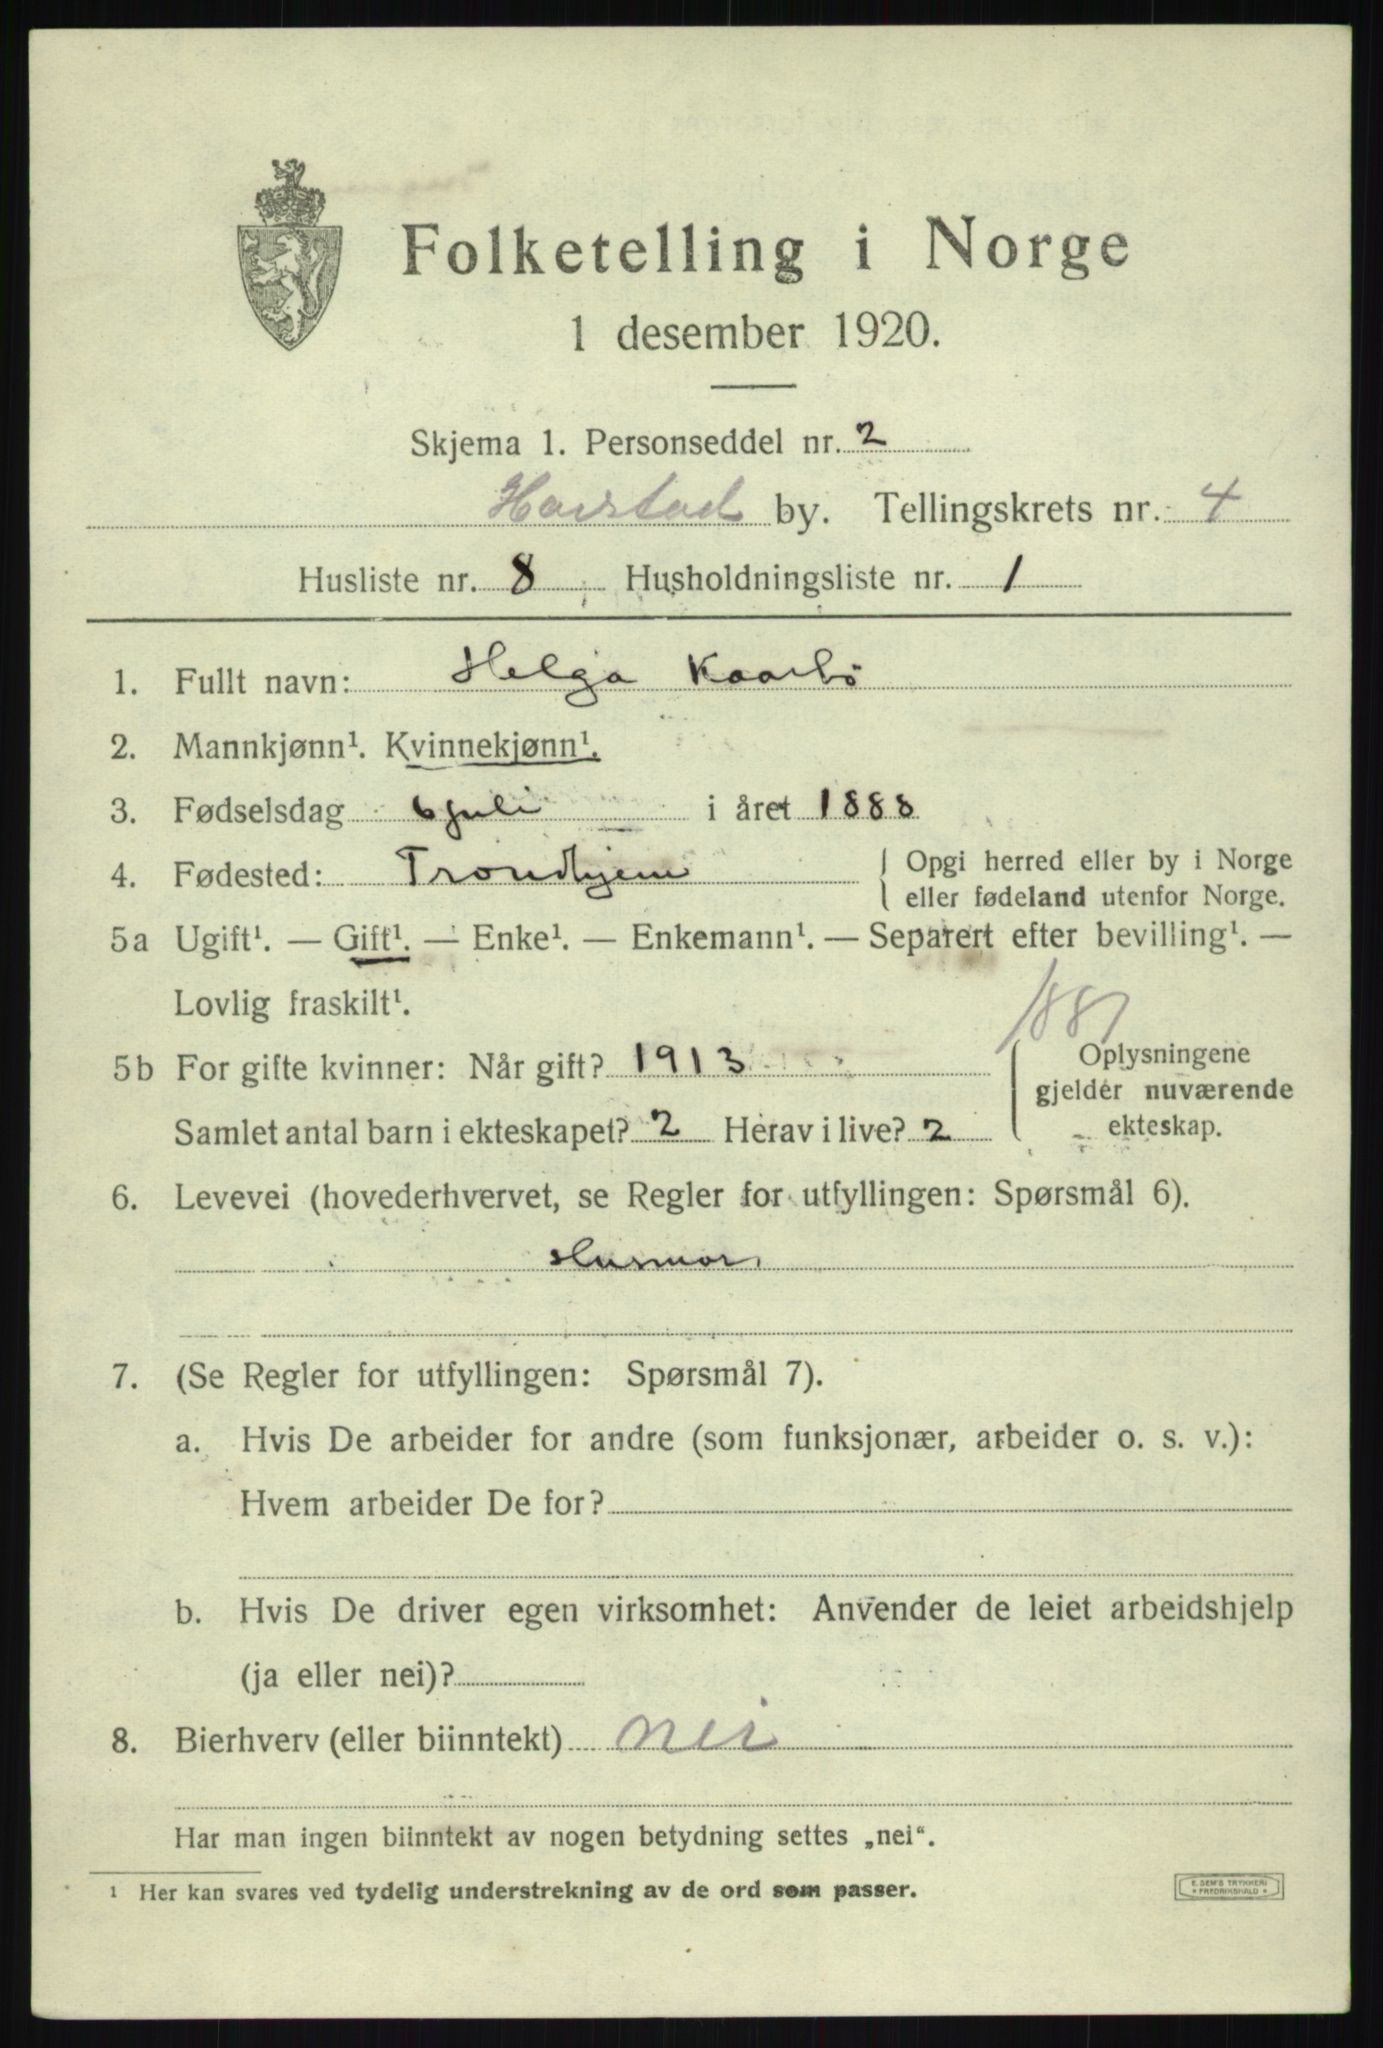 Folketelling i Norge
1 desember 1920.
Skjema 1. Personseddel nr. 2
Harstad by. Tellingskrets nr. 4
Husliste nr. 8 Husholdningsliste nr. 1
1. Fullt navn: Helga Kaarbö
2. Mannkjønn¹. Kvinnekjønn¹.
3. Fødselsdag 6 juli i året 1888
4. Fødested: Trondhjem { Opgi herred eller by i Norge
eller fødeland utenfor Norge.
5a Ugift¹. — Gift¹. — Enke¹. — Enkemann¹. — Separert efter bevilling¹. —
Lovlig fraskilt¹.
1881
5b For gifte kvinner: Når gift? 1913
Samlet antal barn i ekteskapet? 2 Herav i live? 2
Oplysningene
gjelder nuværende
ekteskap.
6. Levevei (hovederhvervet, se Regler for utfyllingen: Spørsmål 6).
Husmor
7. (Se Regler for utfyllingen: Spørsmål 7).
a. Hvis De arbeider for andre (som funksjonær, arbeider o. s. v.):
Hvem arbeider De for?
b. Hvis De driver egen virksomhet: Anvender de leiet arbeidshjelp
(ja eller nei)?
8. Bierhverv (eller biinntekt) nei
Har man ingen biinntekt av nogen betydning settes „nei“.
¹ Her kan svares ved tydelig understrekning av de ord som passer.
E. SEM'S TRYKKERI
FREDRIKSHALD